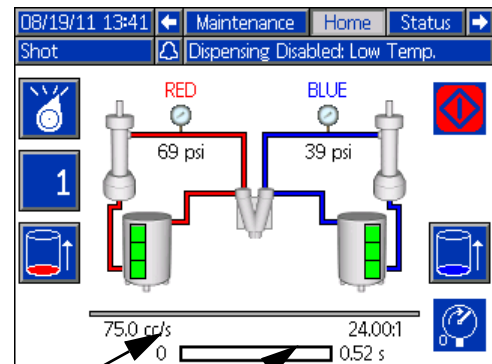 08/19/11 13:41 Maintenance Home Status
Shot Dispensing Disabled: Low Temp.
RED BLUE
69 psi 39 psi
1
75.0 cc/s 24.00:1
0 0.52 s
0